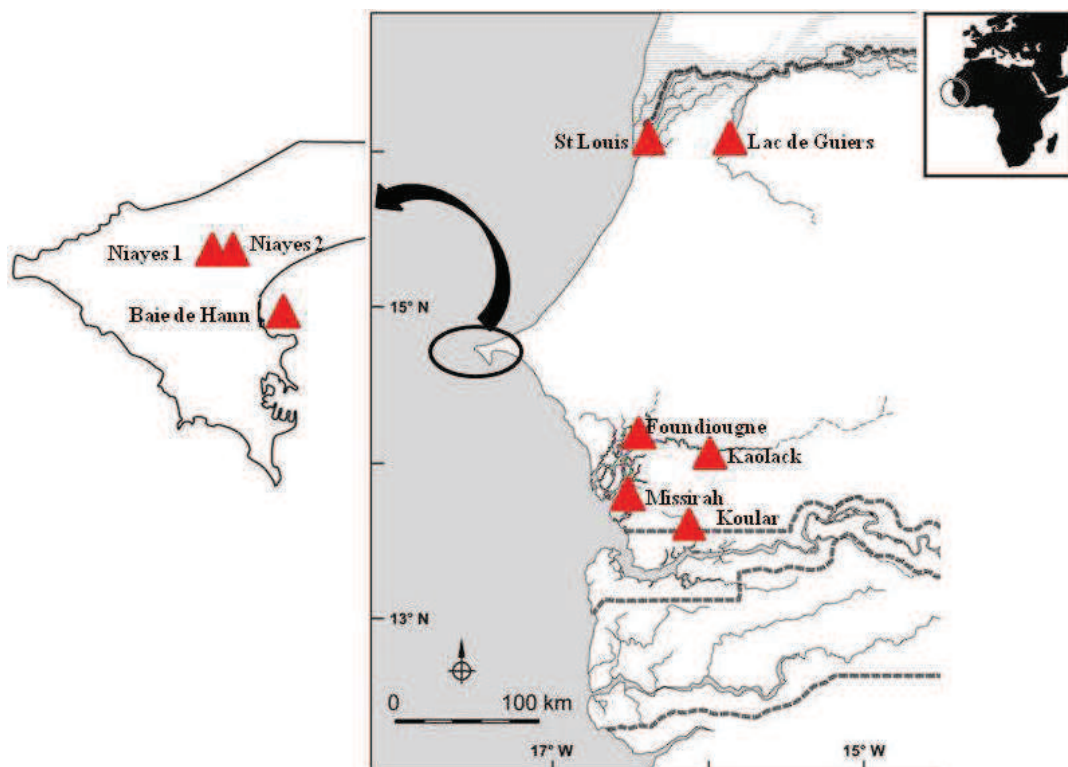 St Louis
Lac de Guiers
Niayes 1
Niayes 2
Baie de Hann
15° N
Foundiougne
Kaolack
Missirah
Koular
13° N
0 100 km
17° W
15° W